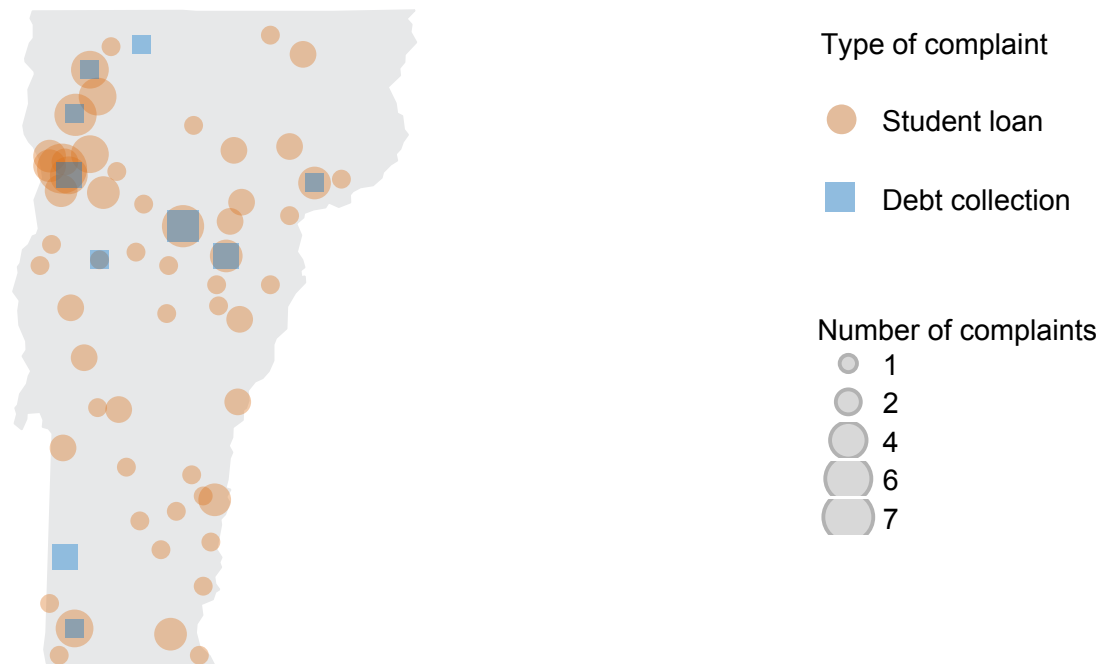 Type of complaint
Student loan
Debt collection
Number of complaints
1
2
4
6
7